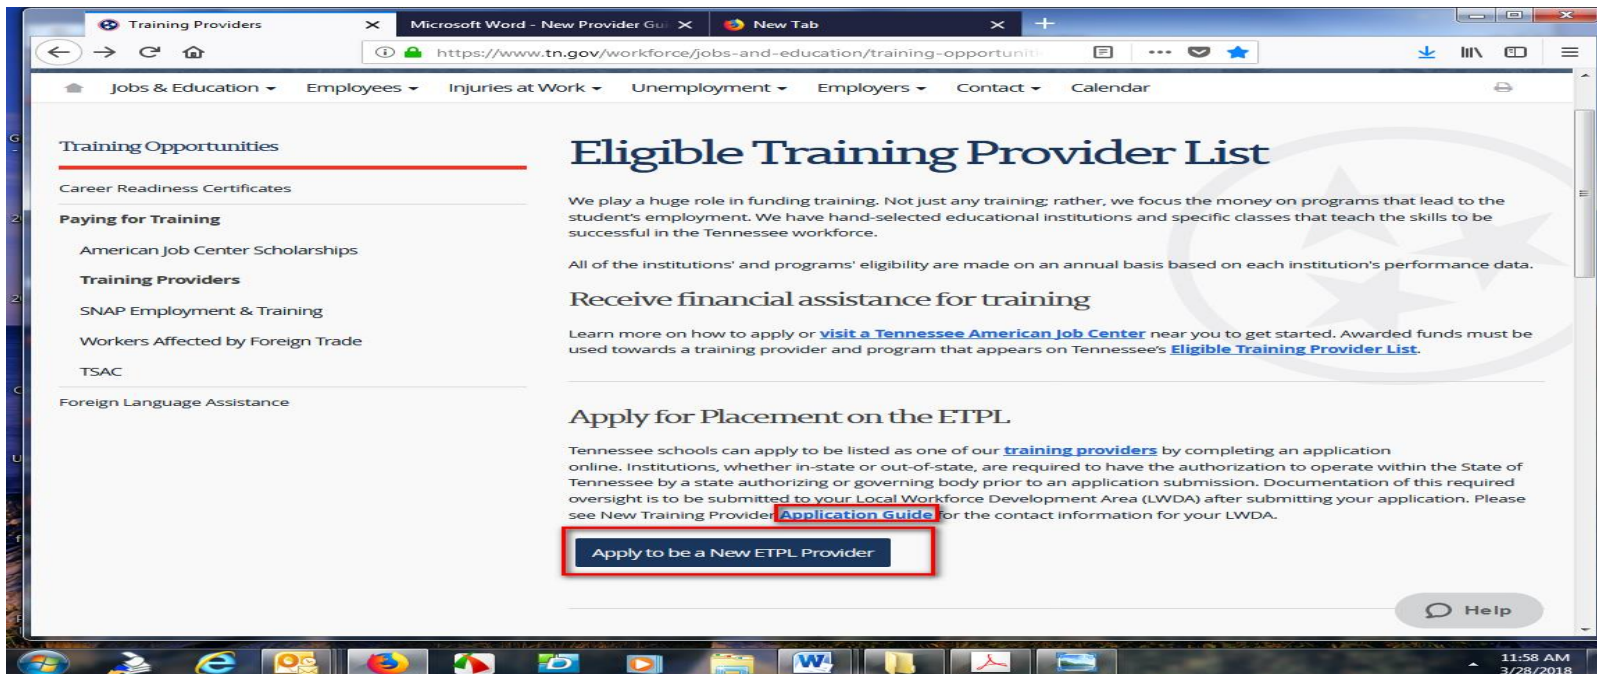 Training Providers
Microsoft Word - New Provider Gui
New Tab
https://www.tn.gov/workforce/jobs-and-education/training-opportuniti
Jobs & Education
Employees
Injuries at Work
Unemployment
Employers
Contact
Calendar
Training Opportunities
Career Readiness Certificates
Paying for Training
American Job Center Scholarships
Training Providers
SNAP Employment & Training
Workers Affected by Foreign Trade
TSAC
Foreign Language Assistance
Eligible Training Provider List
We play a huge role in funding training. Not just any training; rather, we focus the money on programs that lead to the
student's employment. We have hand-selected educational institutions and specific classes that teach the skills to be
successful in the Tennessee workforce.
All of the institutions' and programs' eligibility are made on an annual basis based on each institution's performance data.
Receive financial assistance for training
Learn more on how to apply or visit a Tennessee American Job Center near you to get started. Awarded funds must be
used towards a training provider and program that appears on Tennessee's Eligible Training Provider List.
Apply for Placement on the ETPL
Tennessee schools can apply to be listed as one of our training providers by completing an application
online. Institutions, whether in-state or out-of-state, are required to have the authorization to operate within the State of
Tennessee by a state authorizing or governing body prior to an application submission. Documentation of this required
oversight is to be submitted to your Local Workforce Development Area (LWDA) after submitting your application. Please
see New Training Provider Application Guide for the contact information for your LWDA.
Apply to be a New ETPL Provider
Help
11:58 AM
3/28/2018